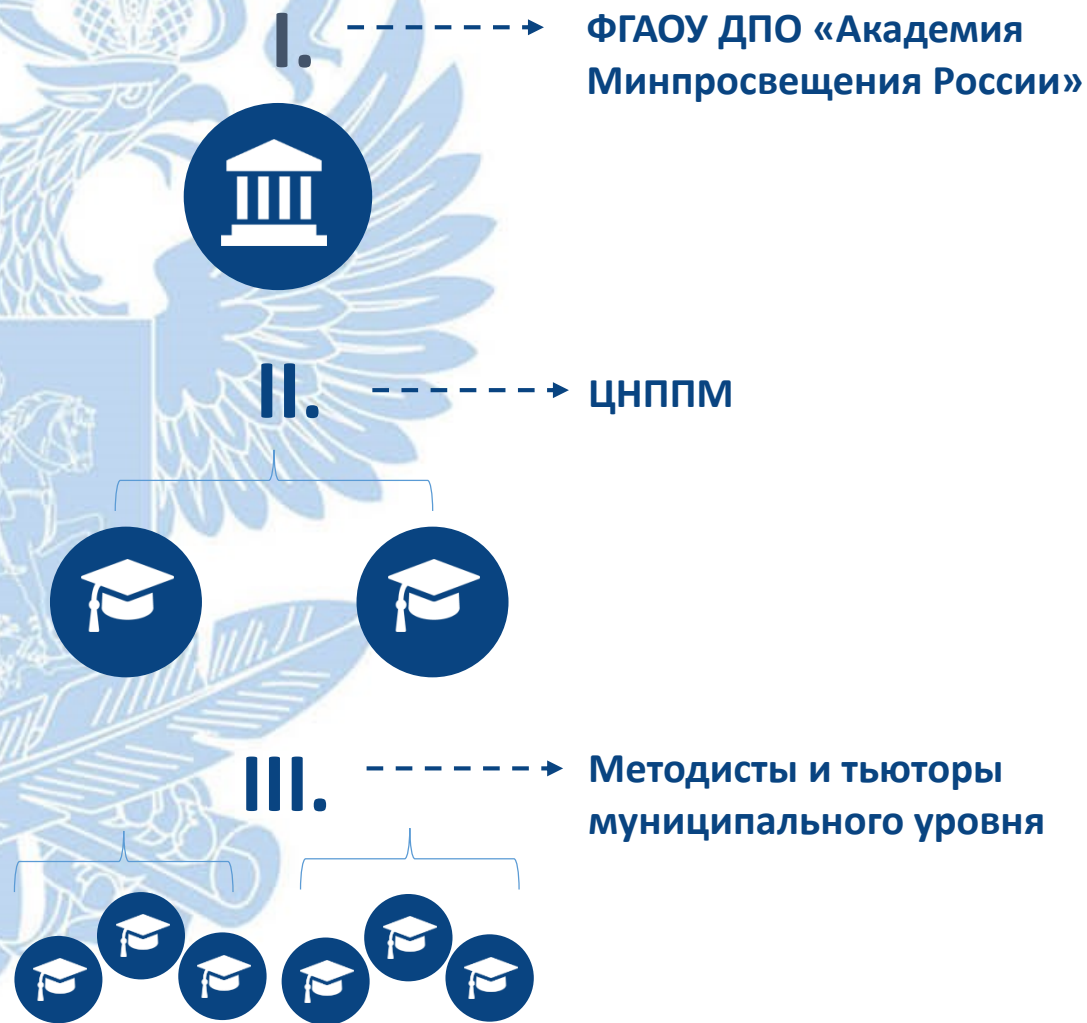 I.
ФГАОУ ДПО «Академия
Минпросвещения России»
II.
ЦНППМ
III.
Методисты и тьюторы
муниципального уровня